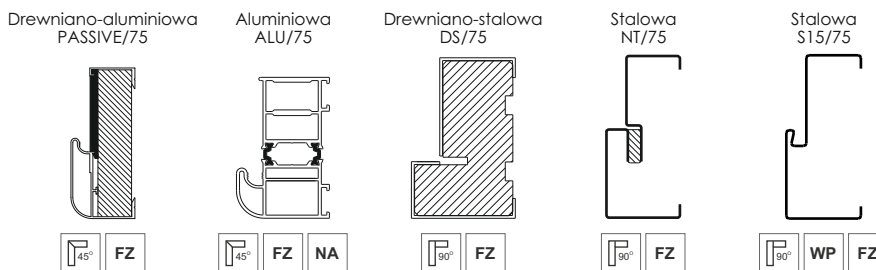 Drewniano-aluminiowa
PASSIVE/75
Aluminiowa
ALU/75
Drewniano-stalowa
DS/75
Stalowa
NT/75
Stalowa
S15/75
45° FZ
45° FZ NA
90° FZ
90° FZ
90° WP FZ